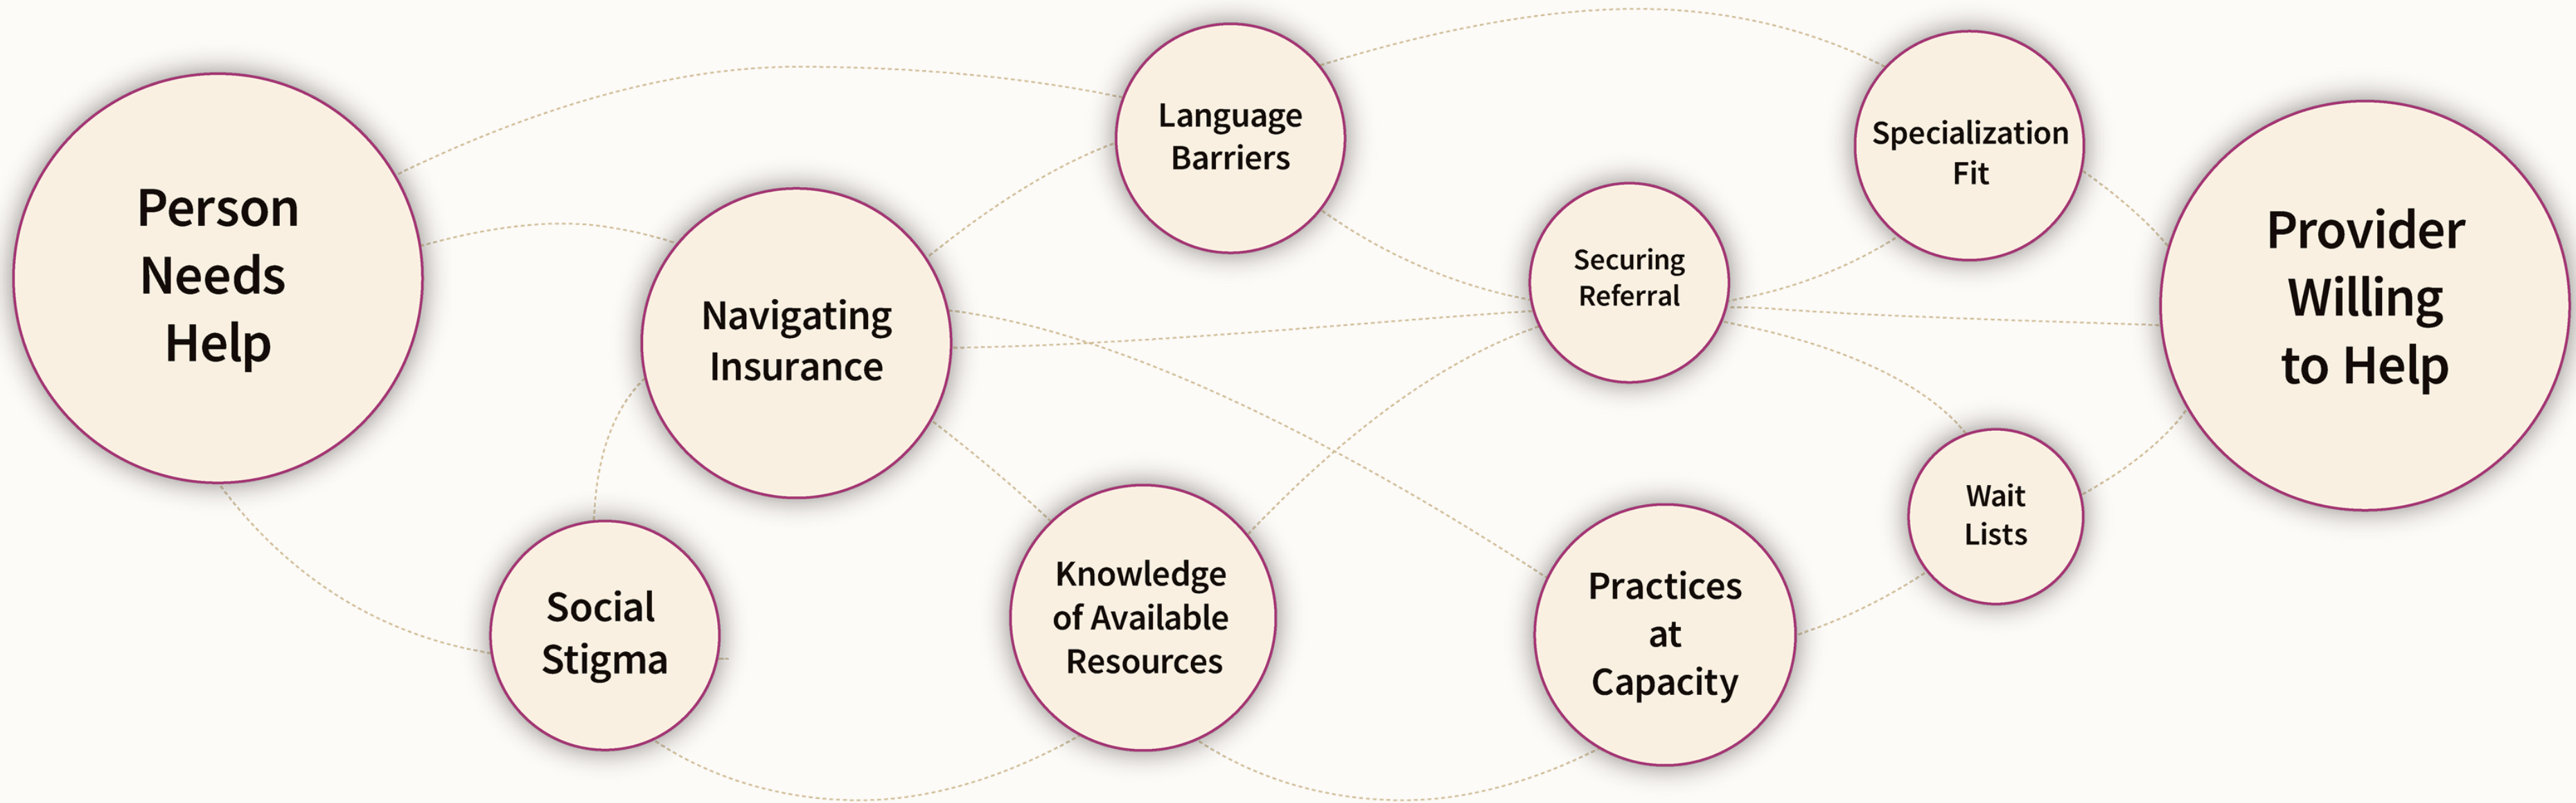 Person
Needs
Help
Navigating
Insurance
Social
Stigma
Language
Barriers
Knowledge
of Available
Resources
Securing
Referral
Practices
at
Capacity
Specialization
Fit
Wait
Lists
Provider
Willing
to Help